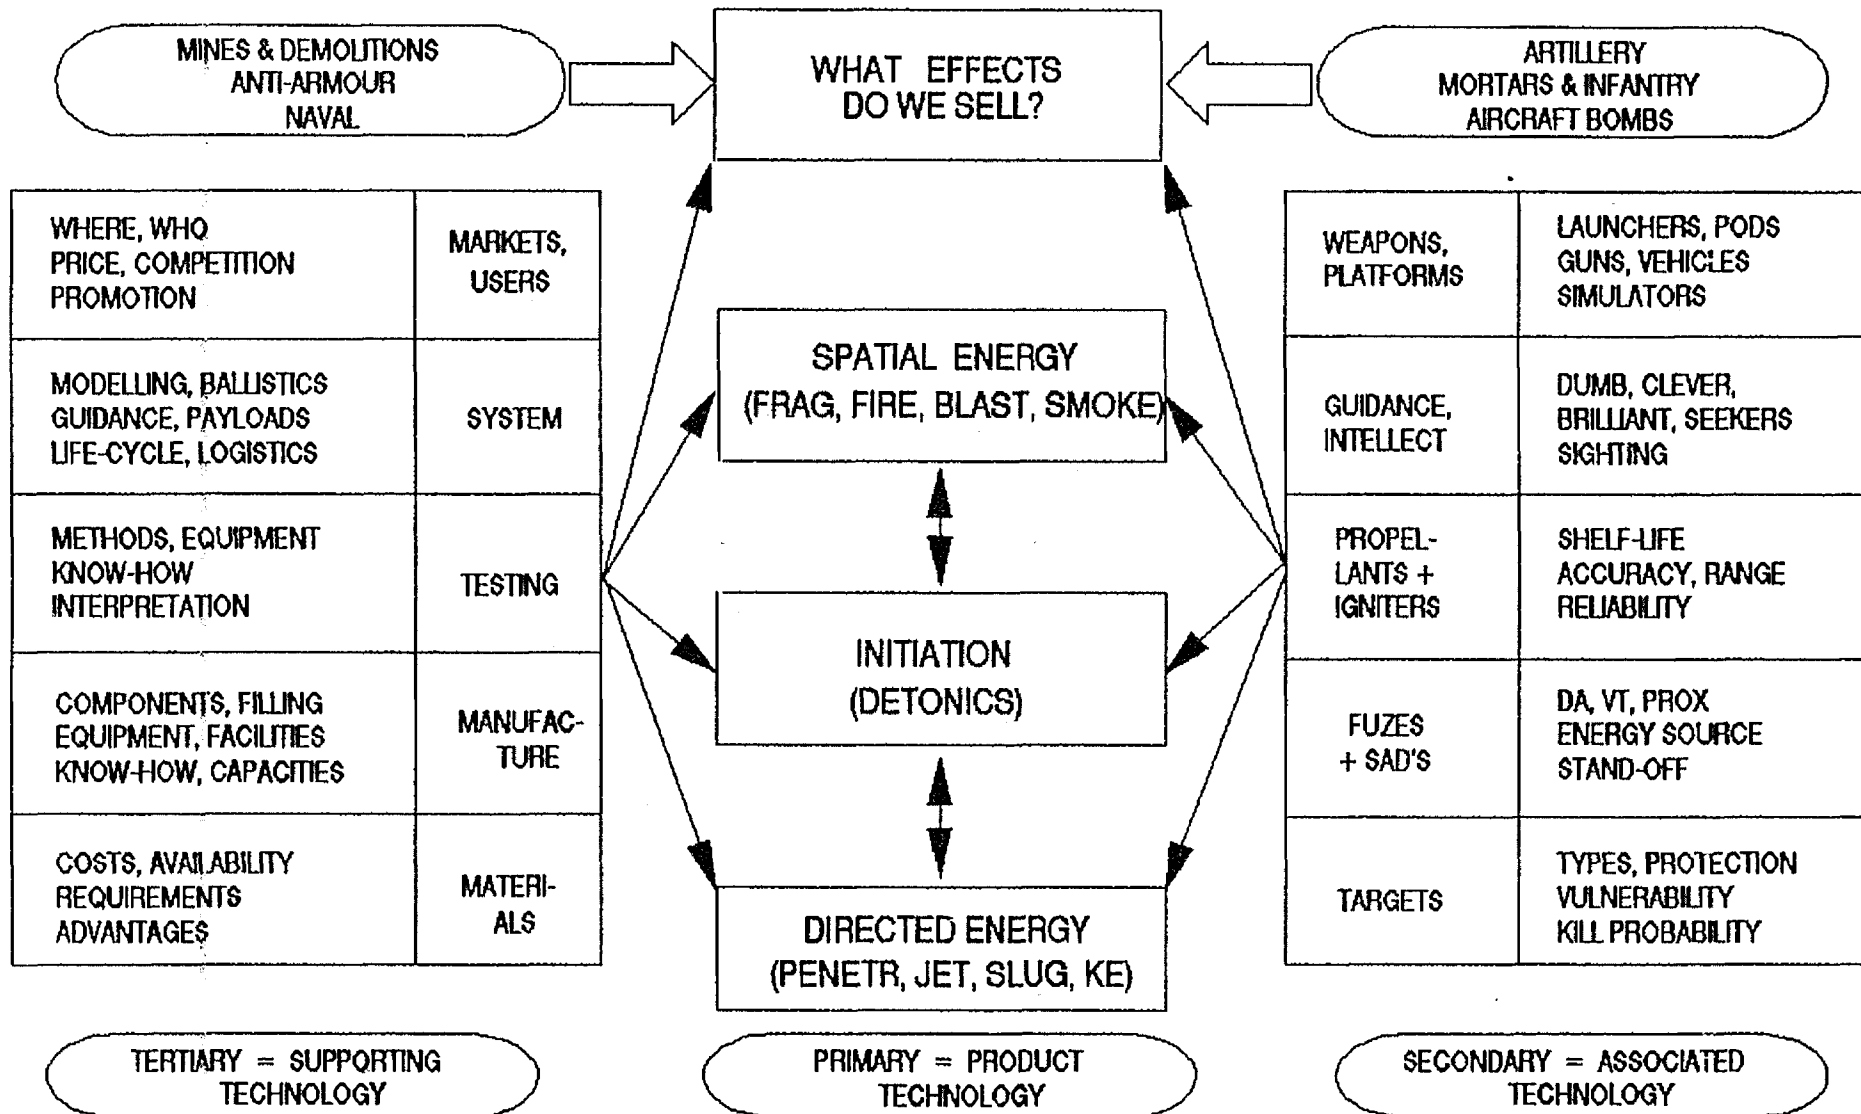 MINES & DEMOLITIONS
ANTI-ARMOUR
NAVAL
WHAT EFFECTS
DO WE SELL?
ARTILLERY
MORTARS & INFANTRY
AIRCRAFT BOMBS
WHERE, WHO
PRICE, COMPETITION
PROMOTION
MARKETS,
USERS
MODELLING, BALLISTICS
GUIDANCE, PAYLOADS
LIFE-CYCLE, LOGISTICS
SYSTEM
METHODS, EQUIPMENT
KNOW-HOW
INTERPRETATION
TESTING
COMPONENTS, FILLING
EQUIPMENT, FACILITIES
KNOW-HOW, CAPACITIES
MANUFAC-
TURE
COSTS, AVAILABILITY
REQUIREMENTS
ADVANTAGES
MATERI-
ALS
SPATIAL ENERGY
(FRAG, FIRE, BLAST, SMOKE)
INITIATION
(DETONICS)
DIRECTED ENERGY
(PENETR, JET, SLUG, KE)
WEAPONS,
PLATFORMS
LAUNCHERS, PODS
GUNS, VEHICLES
SIMULATORS
GUIDANCE,
INTELLECT
DUMB, CLEVER,
BRILLIANT, SEEKERS
SIGHTING
PROPEL-
LANTS +
IGNITERS
SHELF-LIFE
ACCURACY, RANGE
RELIABILITY
FUZES
+ SAD'S
DA, VT, PROX
ENERGY SOURCE
STAND-OFF
TARGETS
TYPES, PROTECTION
VULNERABILITY
KILL PROBABILITY
TERTIARY = SUPPORTING
TECHNOLOGY
PRIMARY = PRODUCT
TECHNOLOGY
SECONDARY = ASSOCIATED
TECHNOLOGY